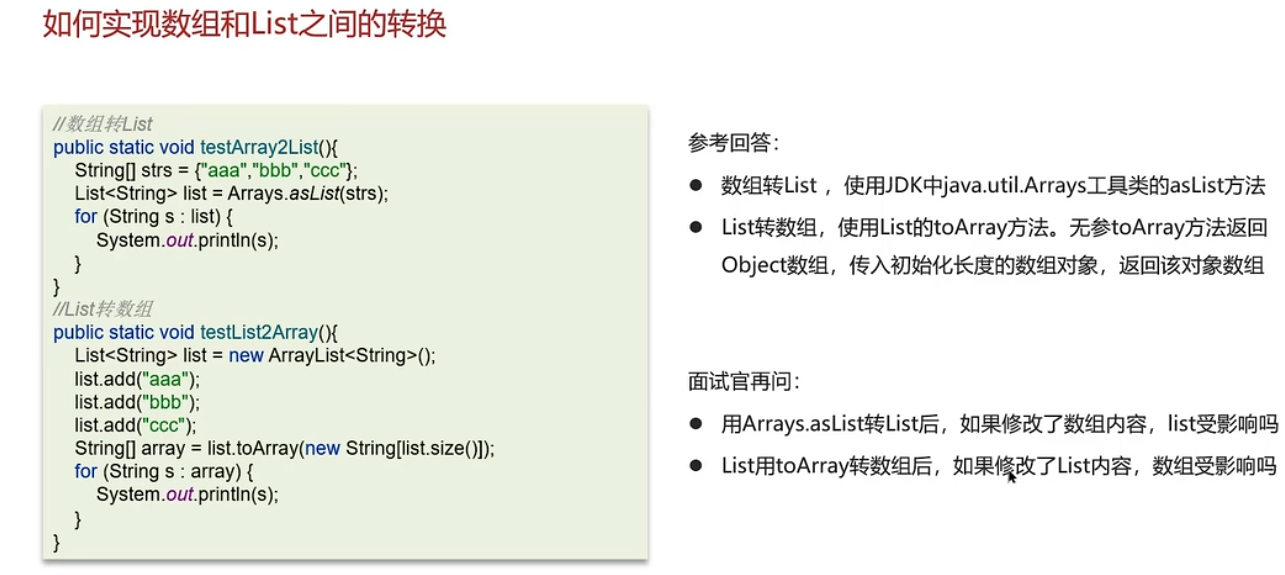 如何实现数组和List之间的转换
//数组转List
public static void testArray2List(){
String[] strs = {"aaa","bbb","ccc"};
List<String> list = Arrays.asList(strs);
for (String s : list) {
System.out.println(s);
}
}
//List转数组
public static void testList2Array(){
List<String> list = new ArrayList<String>();
list.add("aaa");
list.add("bbb");
list.add("ccc");
String[] array = list.toArray(new String[list.size()]);
for (String s : array) {
System.out.println(s);
}
}
参考回答：
● 数组转List ，使用JDK中java.util.Arrays工具类的asList方法
● List转数组，使用List的toArray方法。无参toArray方法返回
Object数组，传入初始化长度的数组对象，返回该对象数组
面试官再问：
● 用Arrays.asList转List后，如果修改了数组内容，list受影响吗
● List用toArray转数组后，如果修改了List内容，数组受影响吗